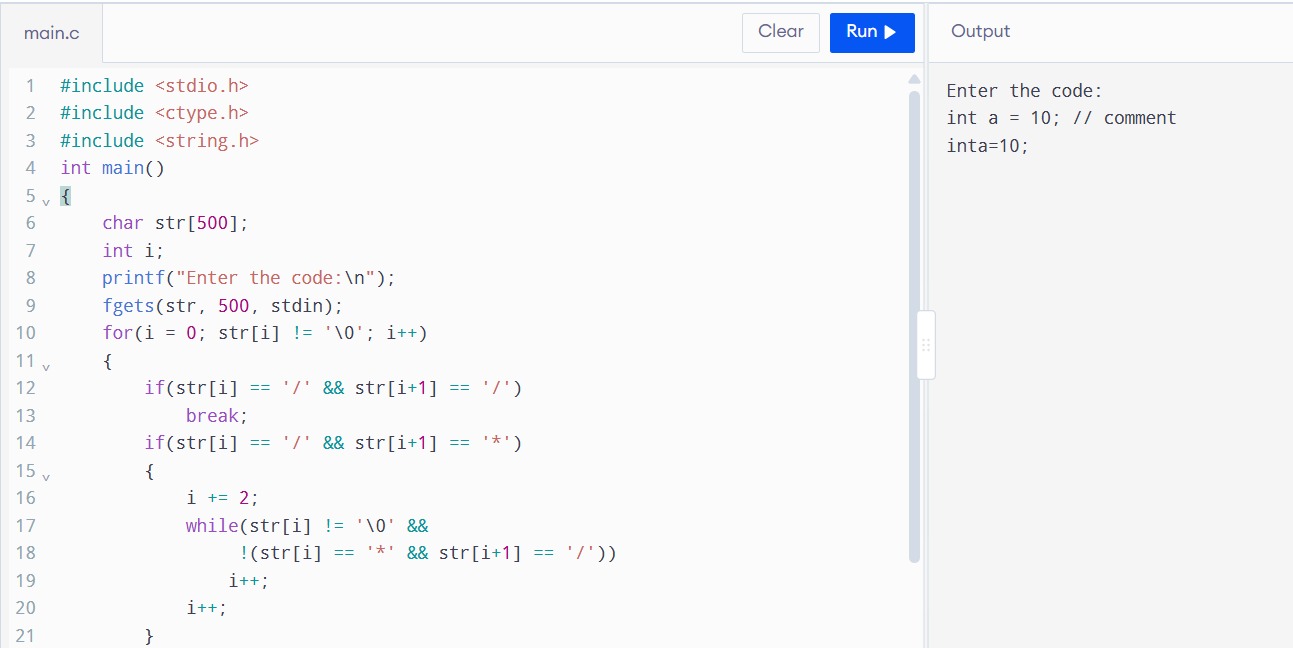 main.c
Clear
Run
Output
1 #include <stdio.h>
2 #include <ctype.h>
3 #include <string.h>
4 int main()
5 {
6     char str[500];
7     int i;
8     printf("Enter the code:\n");
9     fgets(str, 500, stdin);
10     for(i = 0; str[i] != '\0'; i++)
11     {
12         if(str[i] == '/' && str[i+1] == '/')
13             break;
14         if(str[i] == '/' && str[i+1] == '*')
15         {
16             i += 2;
17             while(str[i] != '\0' &&
18                  !(str[i] == '*' && str[i+1] == '/'))
19                 i++;
20             i++;
21         }
Enter the code:
int a = 10; // comment
inta=10;